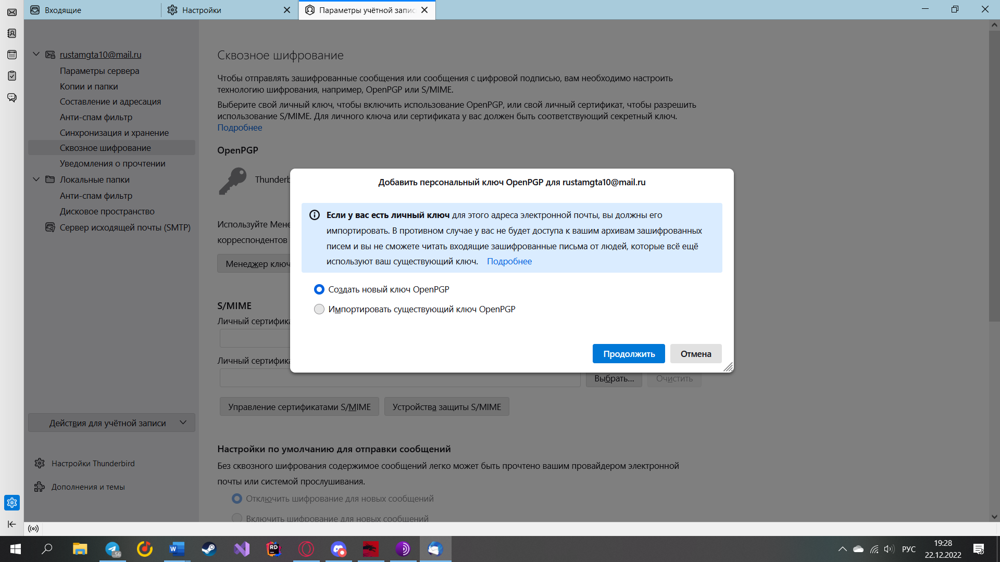 Входящие
Настройки
Параметры учётной запис
rustamgta10@mail.ru
Параметры сервера
Копии и папки
Составление и адресация
Анти-спам фильтр
Синхронизация и хранение
Сквозное шифрование
Уведомления о прочтении
Локальные папки
Анти-спам фильтр
Дисковое пространство
Сервер исходящей почты (SMTP)
Действия для учётной записи
Настройки Thunderbird
Дополнения и темы
Сквозное шифрование
Чтобы отправлять зашифрованные сообщения или сообщения с цифровой подписью, вам необходимо настроить
технологию шифрования, например, OpenPGP или S/MIME.
Выберите свой личный ключ, чтобы включить использование OpenPGP, или свой личный сертификат, чтобы разрешить
использование S/MIME. Для личного ключа или сертификата у вас должен быть соответствующий секретный ключ.
Подробнее
OpenPGP
Thunderb
Используйте Мене
корреспондентов
Менеджер ключ
S/MIME
Личный сертифика
Личный сертифика
Выбрать...
Очистить
Управление сертификатами S/MIME
Устройства защиты S/MIME
Настройки по умолчанию для отправки сообщений
Без сквозного шифрования содержимое сообщений легко может быть прочтено вашим провайдером электронной
почты или системой прослушивания.
Отключить шифрование для новых сообщений
Включить шифрование для новых сообщений
Добавить персональный ключ OpenPGP для rustamgta10@mail.ru
Если у вас есть личный ключ для этого адреса электронной почты, вы должны его
импортировать. В противном случае у вас не будет доступа к вашим архивам зашифрованных
писем и вы не сможете читать входящие зашифрованные письма от людей, которые всё ещё
используют ваш существующий ключ. Подробнее
Создать новый ключ OpenPGP
Импортировать существующий ключ OpenPGP
Продолжить
Отмена
56
W
RD
РУС
19:28
22.12.2022